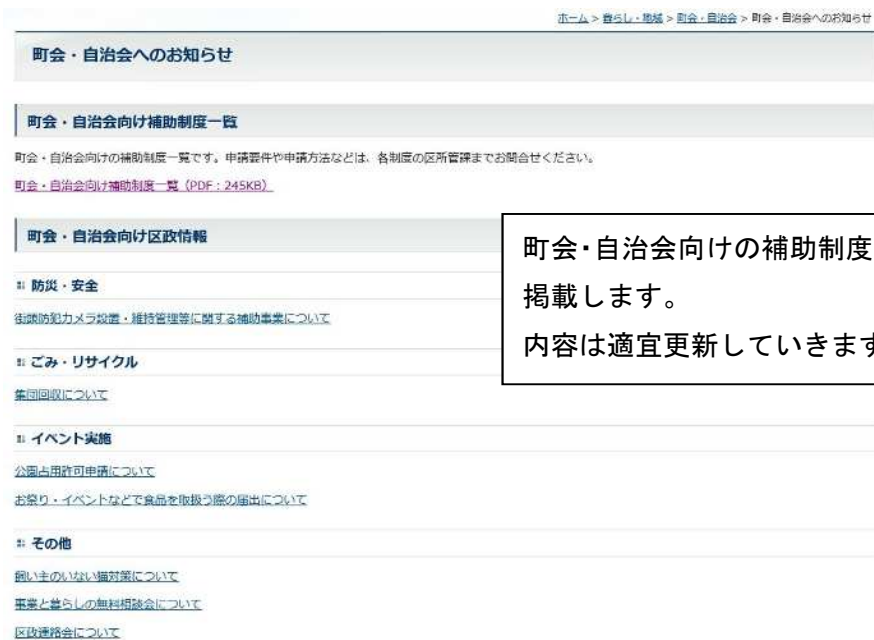 ホーム > 暮らし・地域 > 町会・自治会 > 町会・自治会へのお知らせ
町会・自治会へのお知らせ
町会・自治会向け補助制度一覧
町会・自治会向けの補助制度一覧です。申請要件や申請方法などは、各制度の区所管課までお問合せください。
町会・自治会向け補助制度一覧（PDF：245KB）
町会・自治会向け区政情報
町会・自治会向けの補助制度
掲載します。
内容は適宜更新していきます
防災・安全
街頭防犯カメラ設置・維持管理等に関する補助事業について
ごみ・リサイクル
集団回収について
イベント実施
公園占用許可申請について
お祭り・イベントなどで食品を取扱う際の届出について
その他
飼い主のいない猫対策について
事業と暮らしの無料相談会について
区政連絡会について